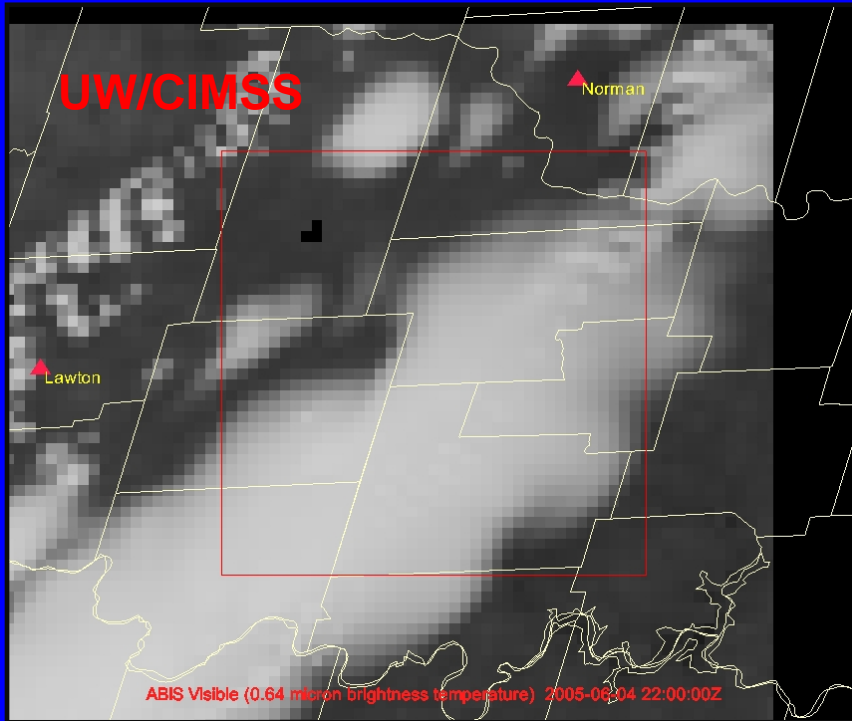 UW/CIMSS
Norman
Lawton
ABIS Visible (0.64 micron brightness temperature) 2005-06-04 22:00:00Z